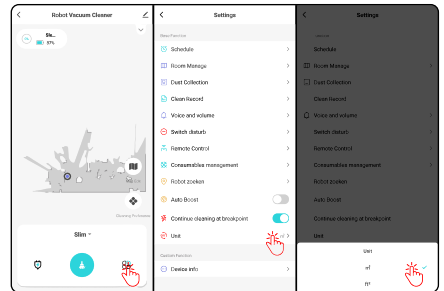 Robot Vacuum Cleaner
Sle...
97%
Cleaning Preference
Slim
Settings
Schedule
Room Manage
Dust Collection
Clean Record
Voice and volume
Switch disturb
Remote Control
Consumables management
Robot zoeken
Auto Boost
Continue cleaning at breakpoint
Unit
m²
Custom Function
Device info
Settings
Schedule
Room Manage
Dust Collection
Clean Record
Voice and volume
Switch disturb
Remote Control
Consumables management
Robot zoeken
Auto Boost
Continue cleaning at breakpoint
Unit
Unit
m²
ft²